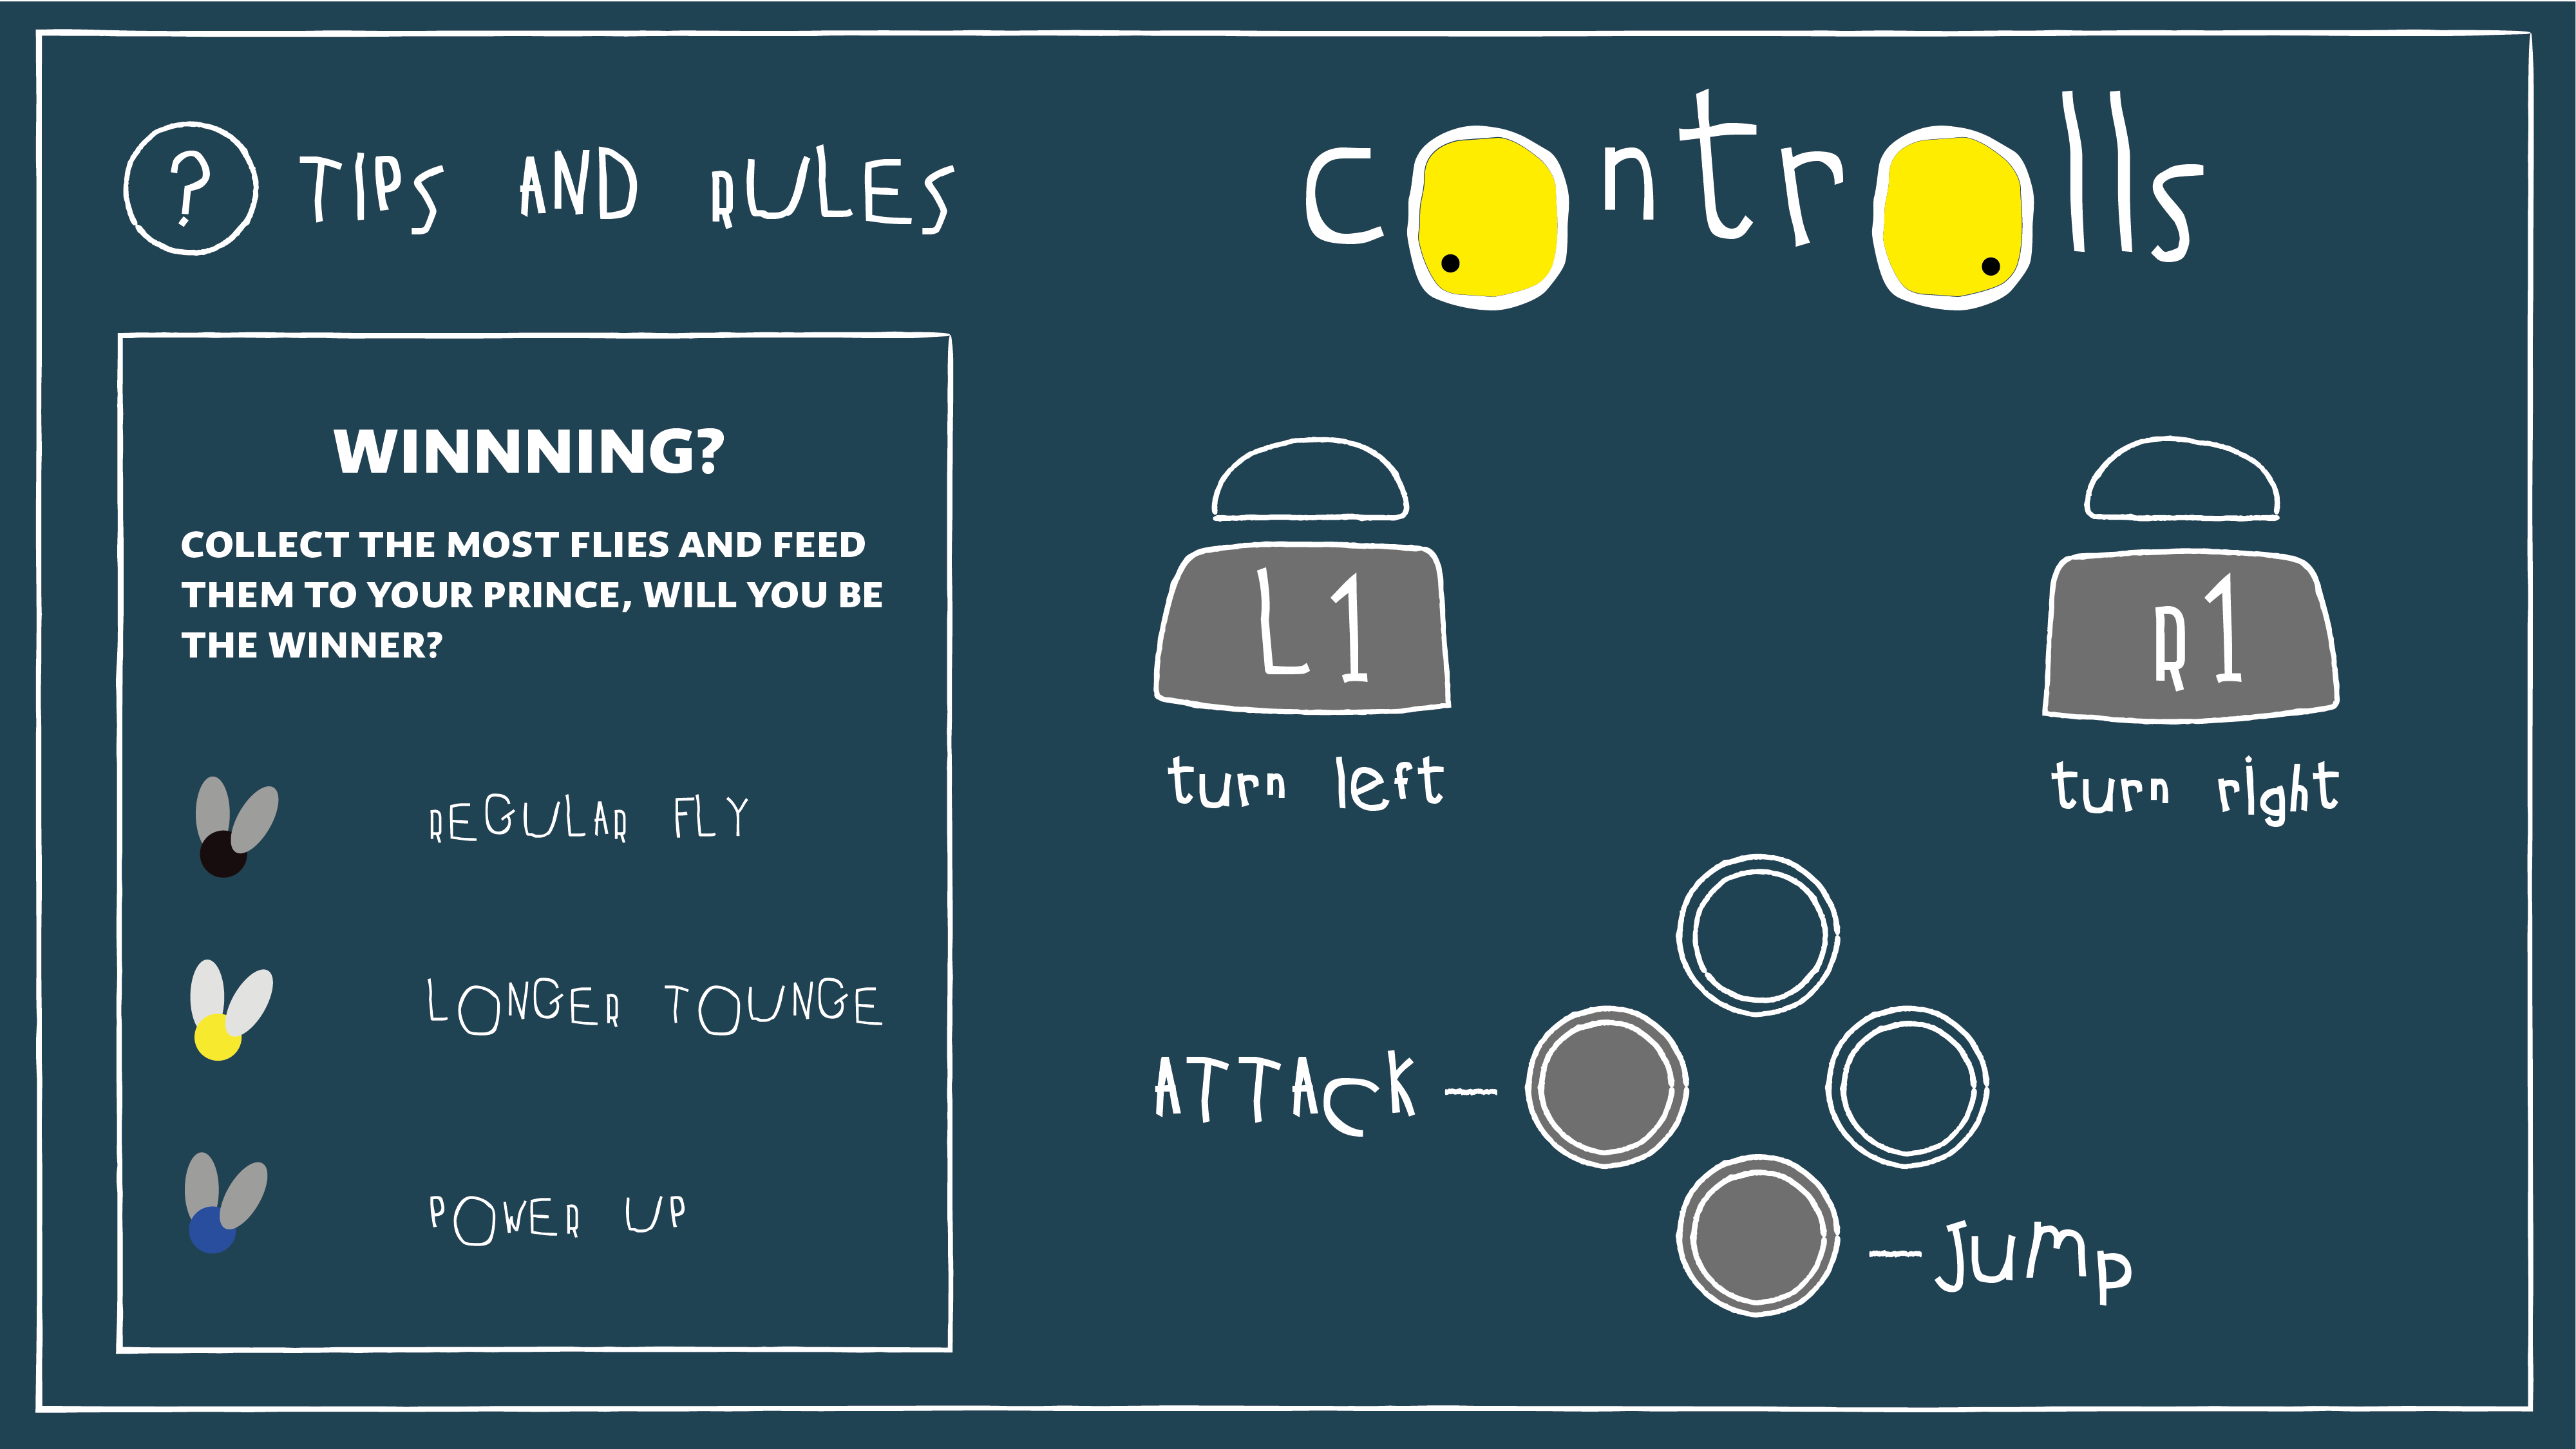 ? TIPS AND RULES
controlls
WINNNING?
COLLECT THE MOST FLIES AND FEED
THEM TO YOUR PRINCE, WILL YOU BE
THE WINNER?
REGULAR FLY
LONGER TOUNGE
POWER UP
L1
R1
turn left
turn right
ATTACK -
-jump